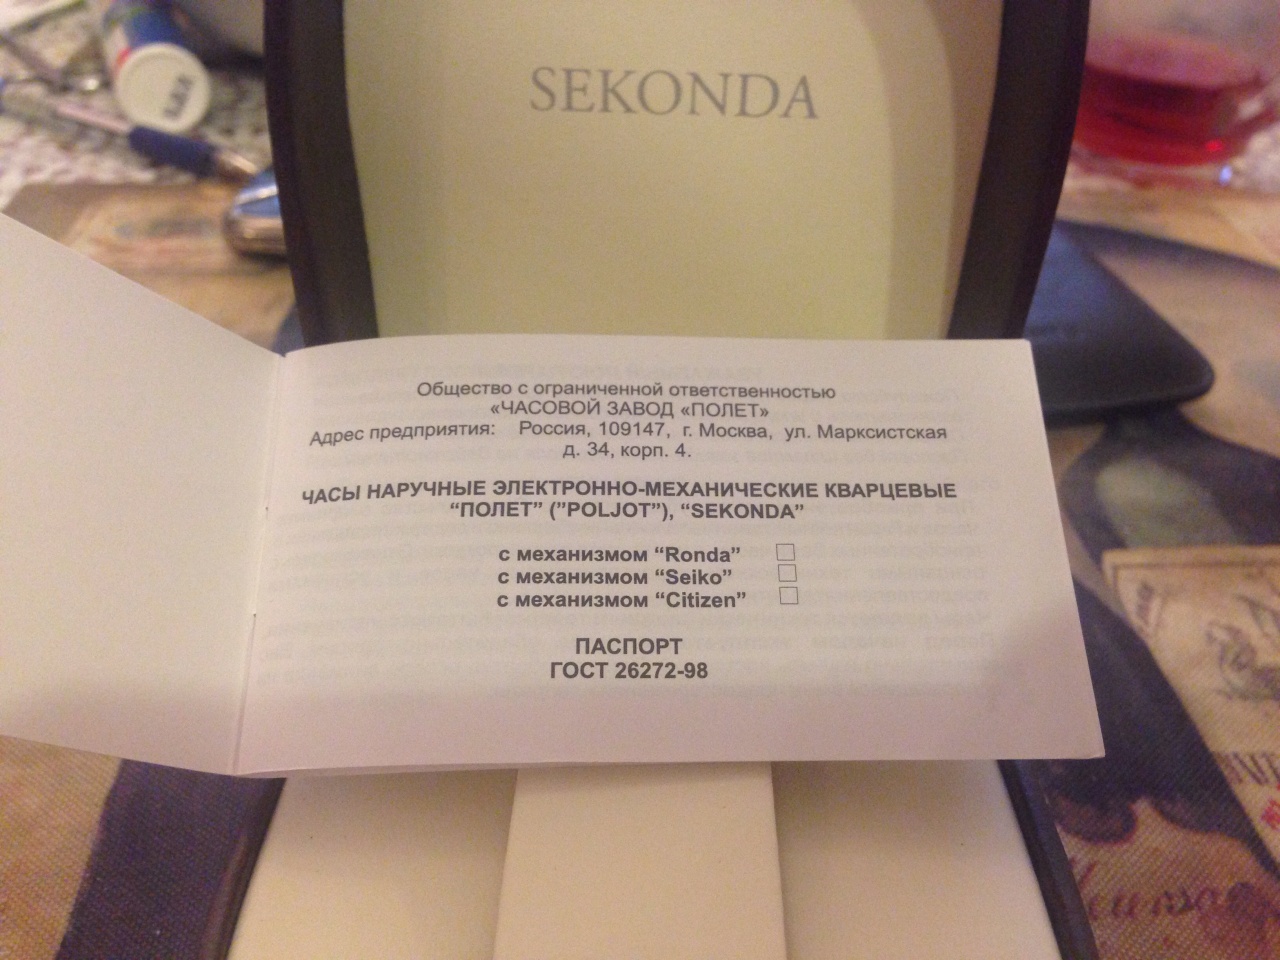 SEKONDA
Общество с ограниченной ответственностью
«ЧАСОВОЙ ЗАВОД «ПОЛЕТ»
Адрес предприятия: Россия, 109147, г. Москва, ул. Марксистская
д. 34, корп. 4.
ЧАСЫ НАРУЧНЫЕ ЭЛЕКТРОННО-МЕХАНИЧЕСКИЕ КВАРЦЕВЫЕ
“ПОЛЕТ” (”POLJOT”), “SEKONDA”
с механизмом “Ronda” ☐
с механизмом “Seiko” ☐
с механизмом “Citizen” ☐
ПАСПОРТ
ГОСТ 26272-98